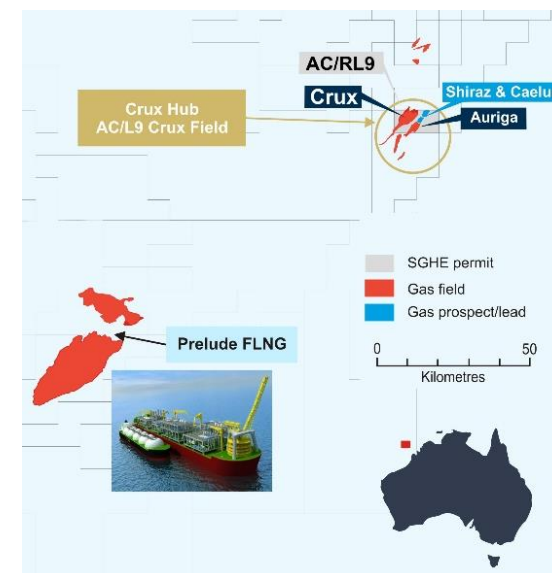 AC/RL9
Shiraz & Caelu
Crux
Auriga
Crux Hub
AC/L9 Crux Field
SGHE permit
Gas field
Gas prospect/lead
Prelude FLNG
0
50
Kilometres